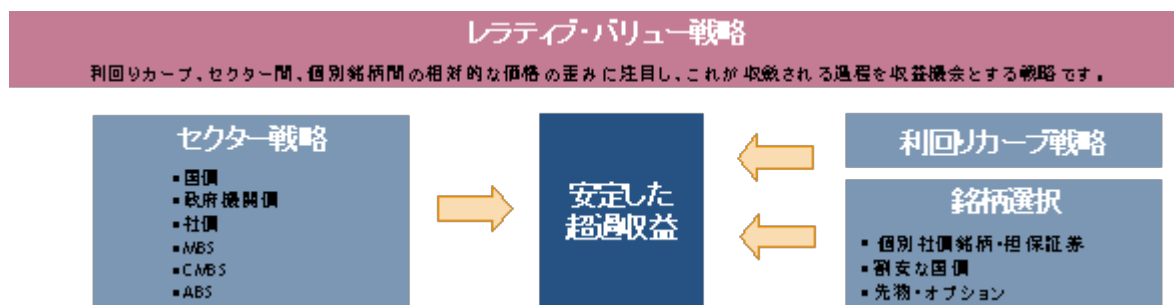 レラティブ・バリュー戦略
利回りカーブ、セクター間、個別銘柄間の相対的な価格の歪みに注目し、これが収斂される過程を収益機会とする戦略です。
セクター戦略
▪国債
▪政府機関債
▪社債
▪MBS
▪CMBS
▪ABS
安定した
超過収益
利回りカーブ戦略
銘柄選択
▪個別社債銘柄・担保証券
▪割安な国債
▪先物・オプション